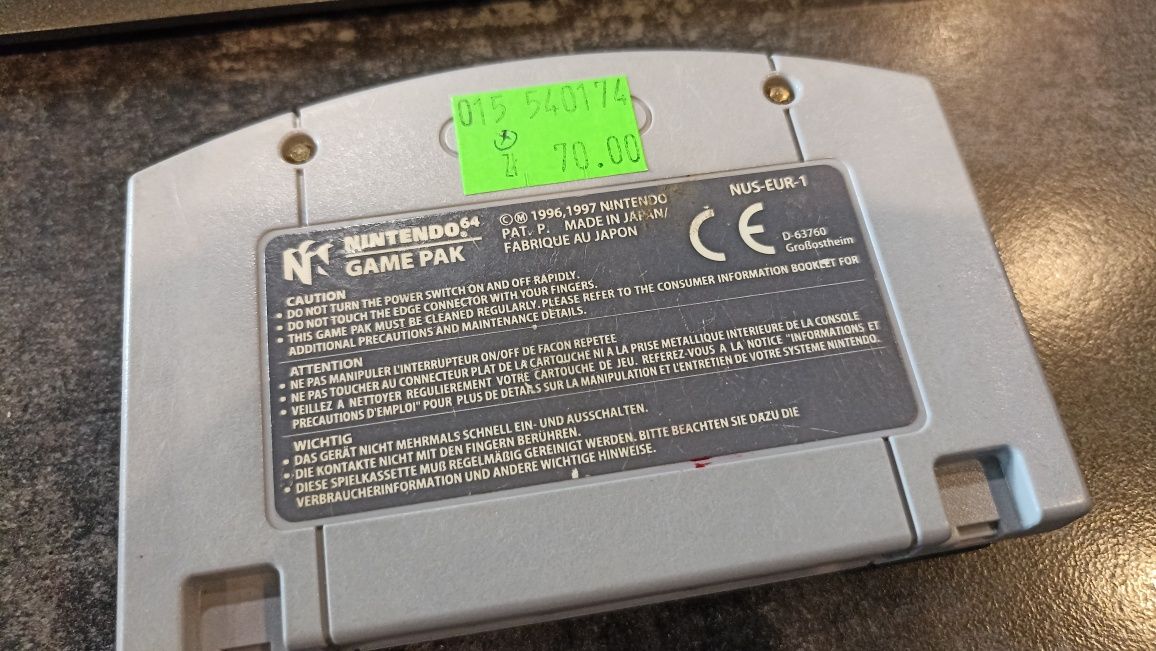 015 540174
Z 70.00
NINTENDO64
GAME PAK
©Ⓜ 1996,1997 NINTENDO
PAT. P. MADE IN JAPAN/
FABRIQUE AU JAPON
NUS-EUR-1
CE
D-63760
Großostheim
CAUTION
• DO NOT TURN THE POWER SWITCH ON AND OFF RAPIDLY.
• DO NOT TOUCH THE EDGE CONNECTOR WITH YOUR FINGERS.
• THIS GAME PAK MUST BE CLEANED REGULARLY. PLEASE REFER TO THE CONSUMER INFORMATION BOOKLET FOR
ADDITIONAL PRECAUTIONS AND MAINTENANCE DETAILS.
ATTENTION
• NE PAS MANIPULER L'INTERRUPTEUR ON/OFF DE FACON REPETEE
• NE PAS TOUCHER AU CONNECTEUR PLAT DE LA CARTOUCHE NI A LA PRISE METALLIQUE INTERIEURE DE LA CONSOLE
• VEILLEZ A NETTOYER REGULIEREMENT VOTRE CARTOUCHE DE JEU. REFEREZ-VOUS A LA NOTICE "INFORMATIONS ET
PRECAUTIONS D'EMPLOI" POUR PLUS DE DETAILS SUR LA MANIPULATION ET L'ENTRETIEN DE VOTRE SYSTEME NINTENDO.
WICHTIG
• DAS GERÄT NICHT MEHRMALS SCHNELL EIN- UND AUSSCHALTEN.
• DIE KONTAKTE NICHT MIT DEN FINGERN BERÜHREN.
• DIESE SPIELKASSETTE MUß REGELMÄßIG GEREINIGT WERDEN. BITTE BEACHTEN SIE DAZU DIE
VERBRAUCHERINFORMATION UND ANDERE WICHTIGE HINWEISE.